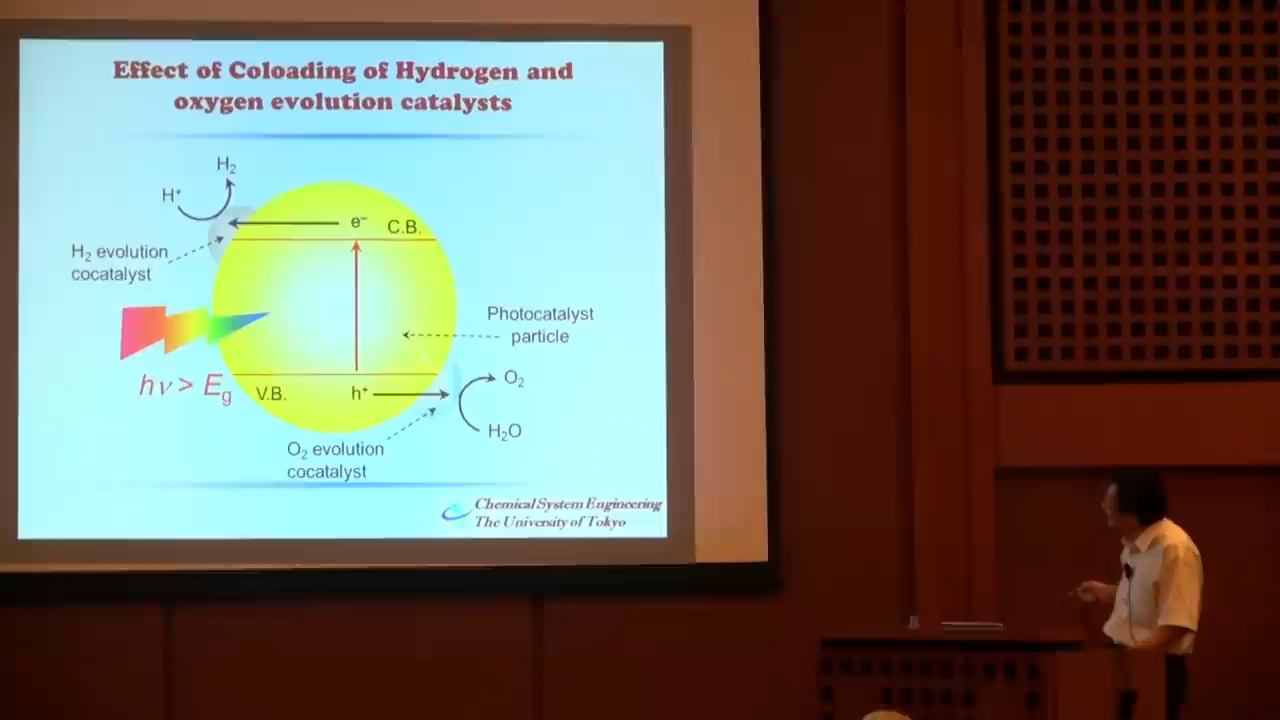 Effect of Coloading of Hydrogen and
oxygen evolution catalysts
H₂
H⁺
e⁻
C.B.
H₂ evolution
cocatalyst
Photocatalyst
particle
hν > E₉
V.B.
h⁺
O₂
H₂O
O₂ evolution
cocatalyst
Chemical System Engineering
The University of Tokyo